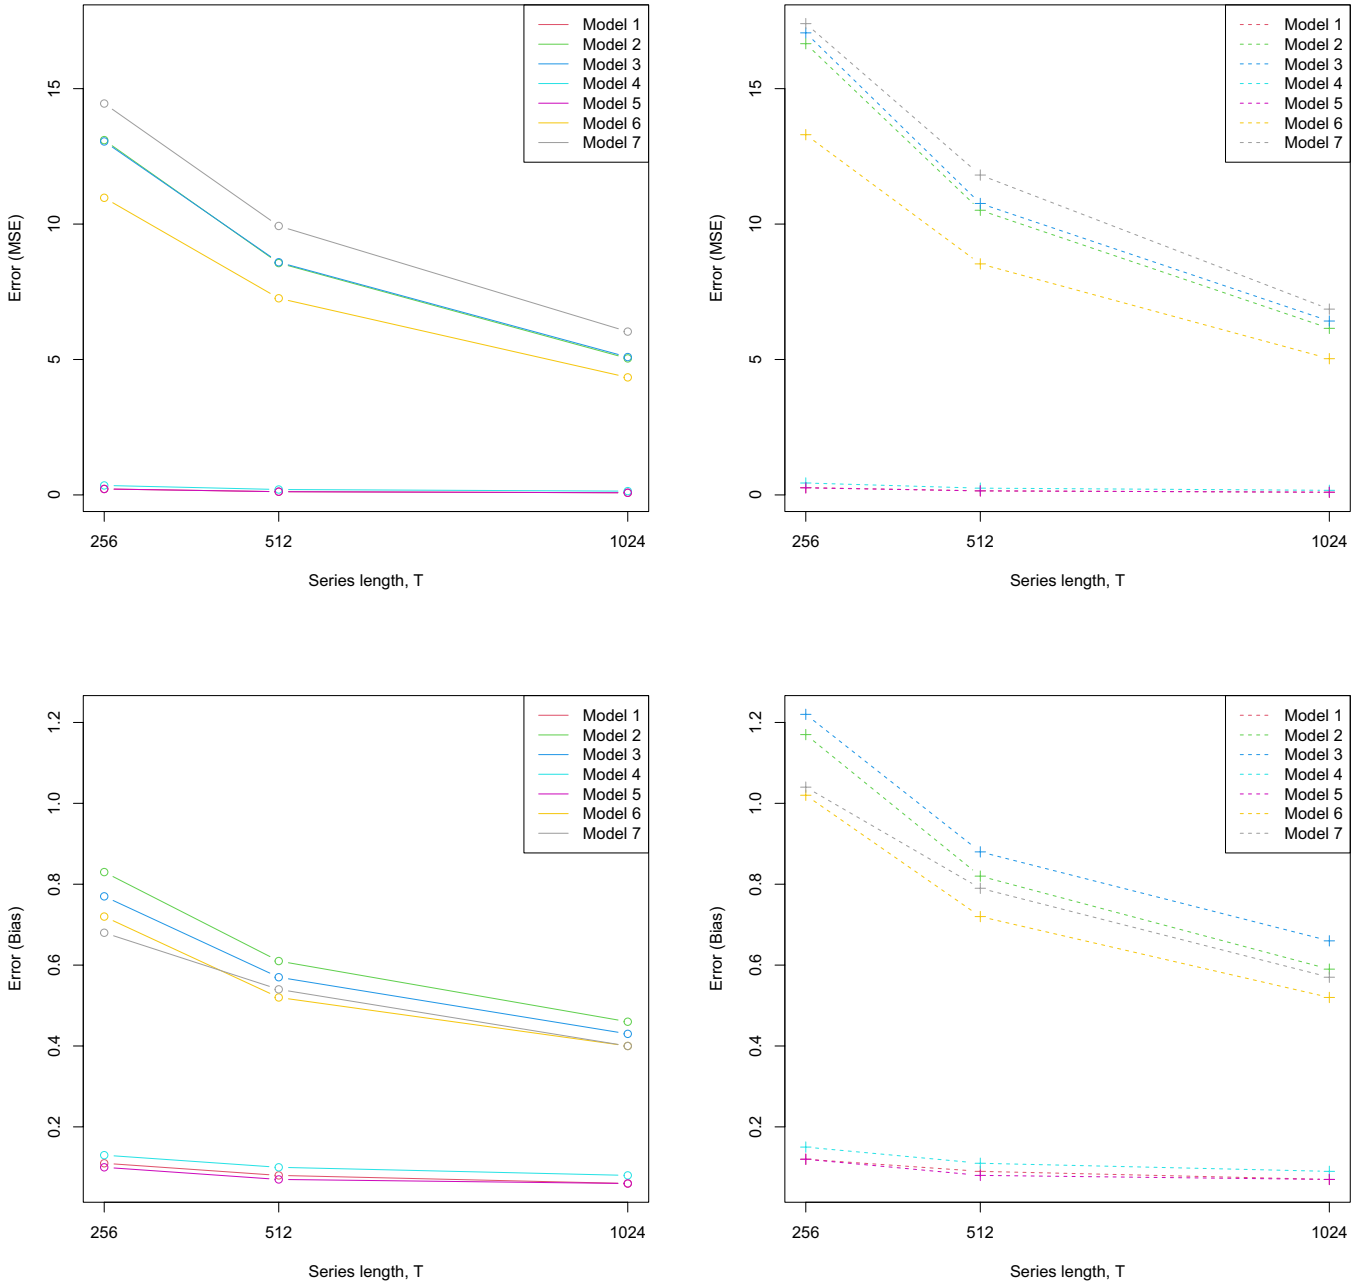 Model 1
Model 2
Model 3
Model 4
Model 5
Model 6
Model 7
15
10
5
0
Error (MSE)
256
512
1024
Series length, T
Model 1
Model 2
Model 3
Model 4
Model 5
Model 6
Model 7
15
10
5
0
Error (MSE)
256
512
1024
Series length, T
Model 1
Model 2
Model 3
Model 4
Model 5
Model 6
Model 7
1.2
1.0
0.8
0.6
0.4
0.2
Error (Bias)
256
512
1024
Series length, T
Model 1
Model 2
Model 3
Model 4
Model 5
Model 6
Model 7
1.2
1.0
0.8
0.6
0.4
0.2
Error (Bias)
256
512
1024
Series length, T